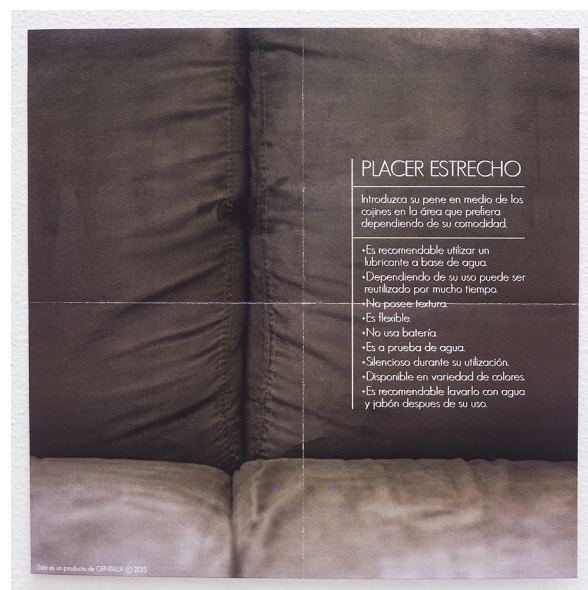 PLACER ESTRECHO
Introduzca su pene en medio de los
cojines en la área que prefiera
dependiendo de su comodidad.
+Es recomendable utilizar un
lubricante a base de agua.
+Dependiendo de su uso puede ser
reutilizado por mucho tiempo.
+No posee textura.
+Es flexible.
+No usa batería.
+Es a prueba de agua.
+Silencioso durante su utilización.
+Disponible en variedad de colores.
+Es recomendable lavarlo con agua
y jabón despues de su uso.
Este es un producto de GENITALIA © 2015